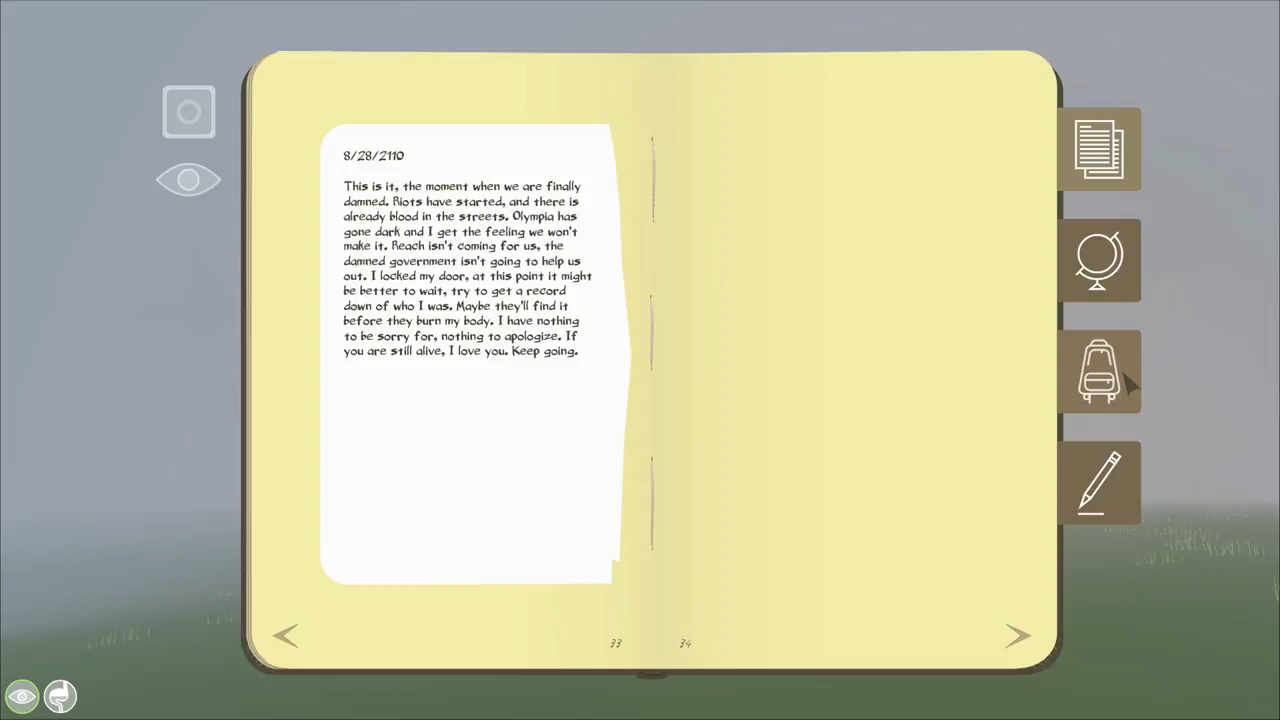 8/28/2110
This is it, the moment when we are finally
damned. Riots have started, and there is
already blood in the streets. Olympia has
gone dark and I get the feeling we won't
make it. Reach isn't coming for us, the
damned government isn't going to help us
out. I locked my door, at this point it might
be better to wait, try to get a record
down of who I was. Maybe they'll find it
before they burn my body. I have nothing
to be sorry for, nothing to apologize. If
you are still alive, I love you. Keep going.
33
34